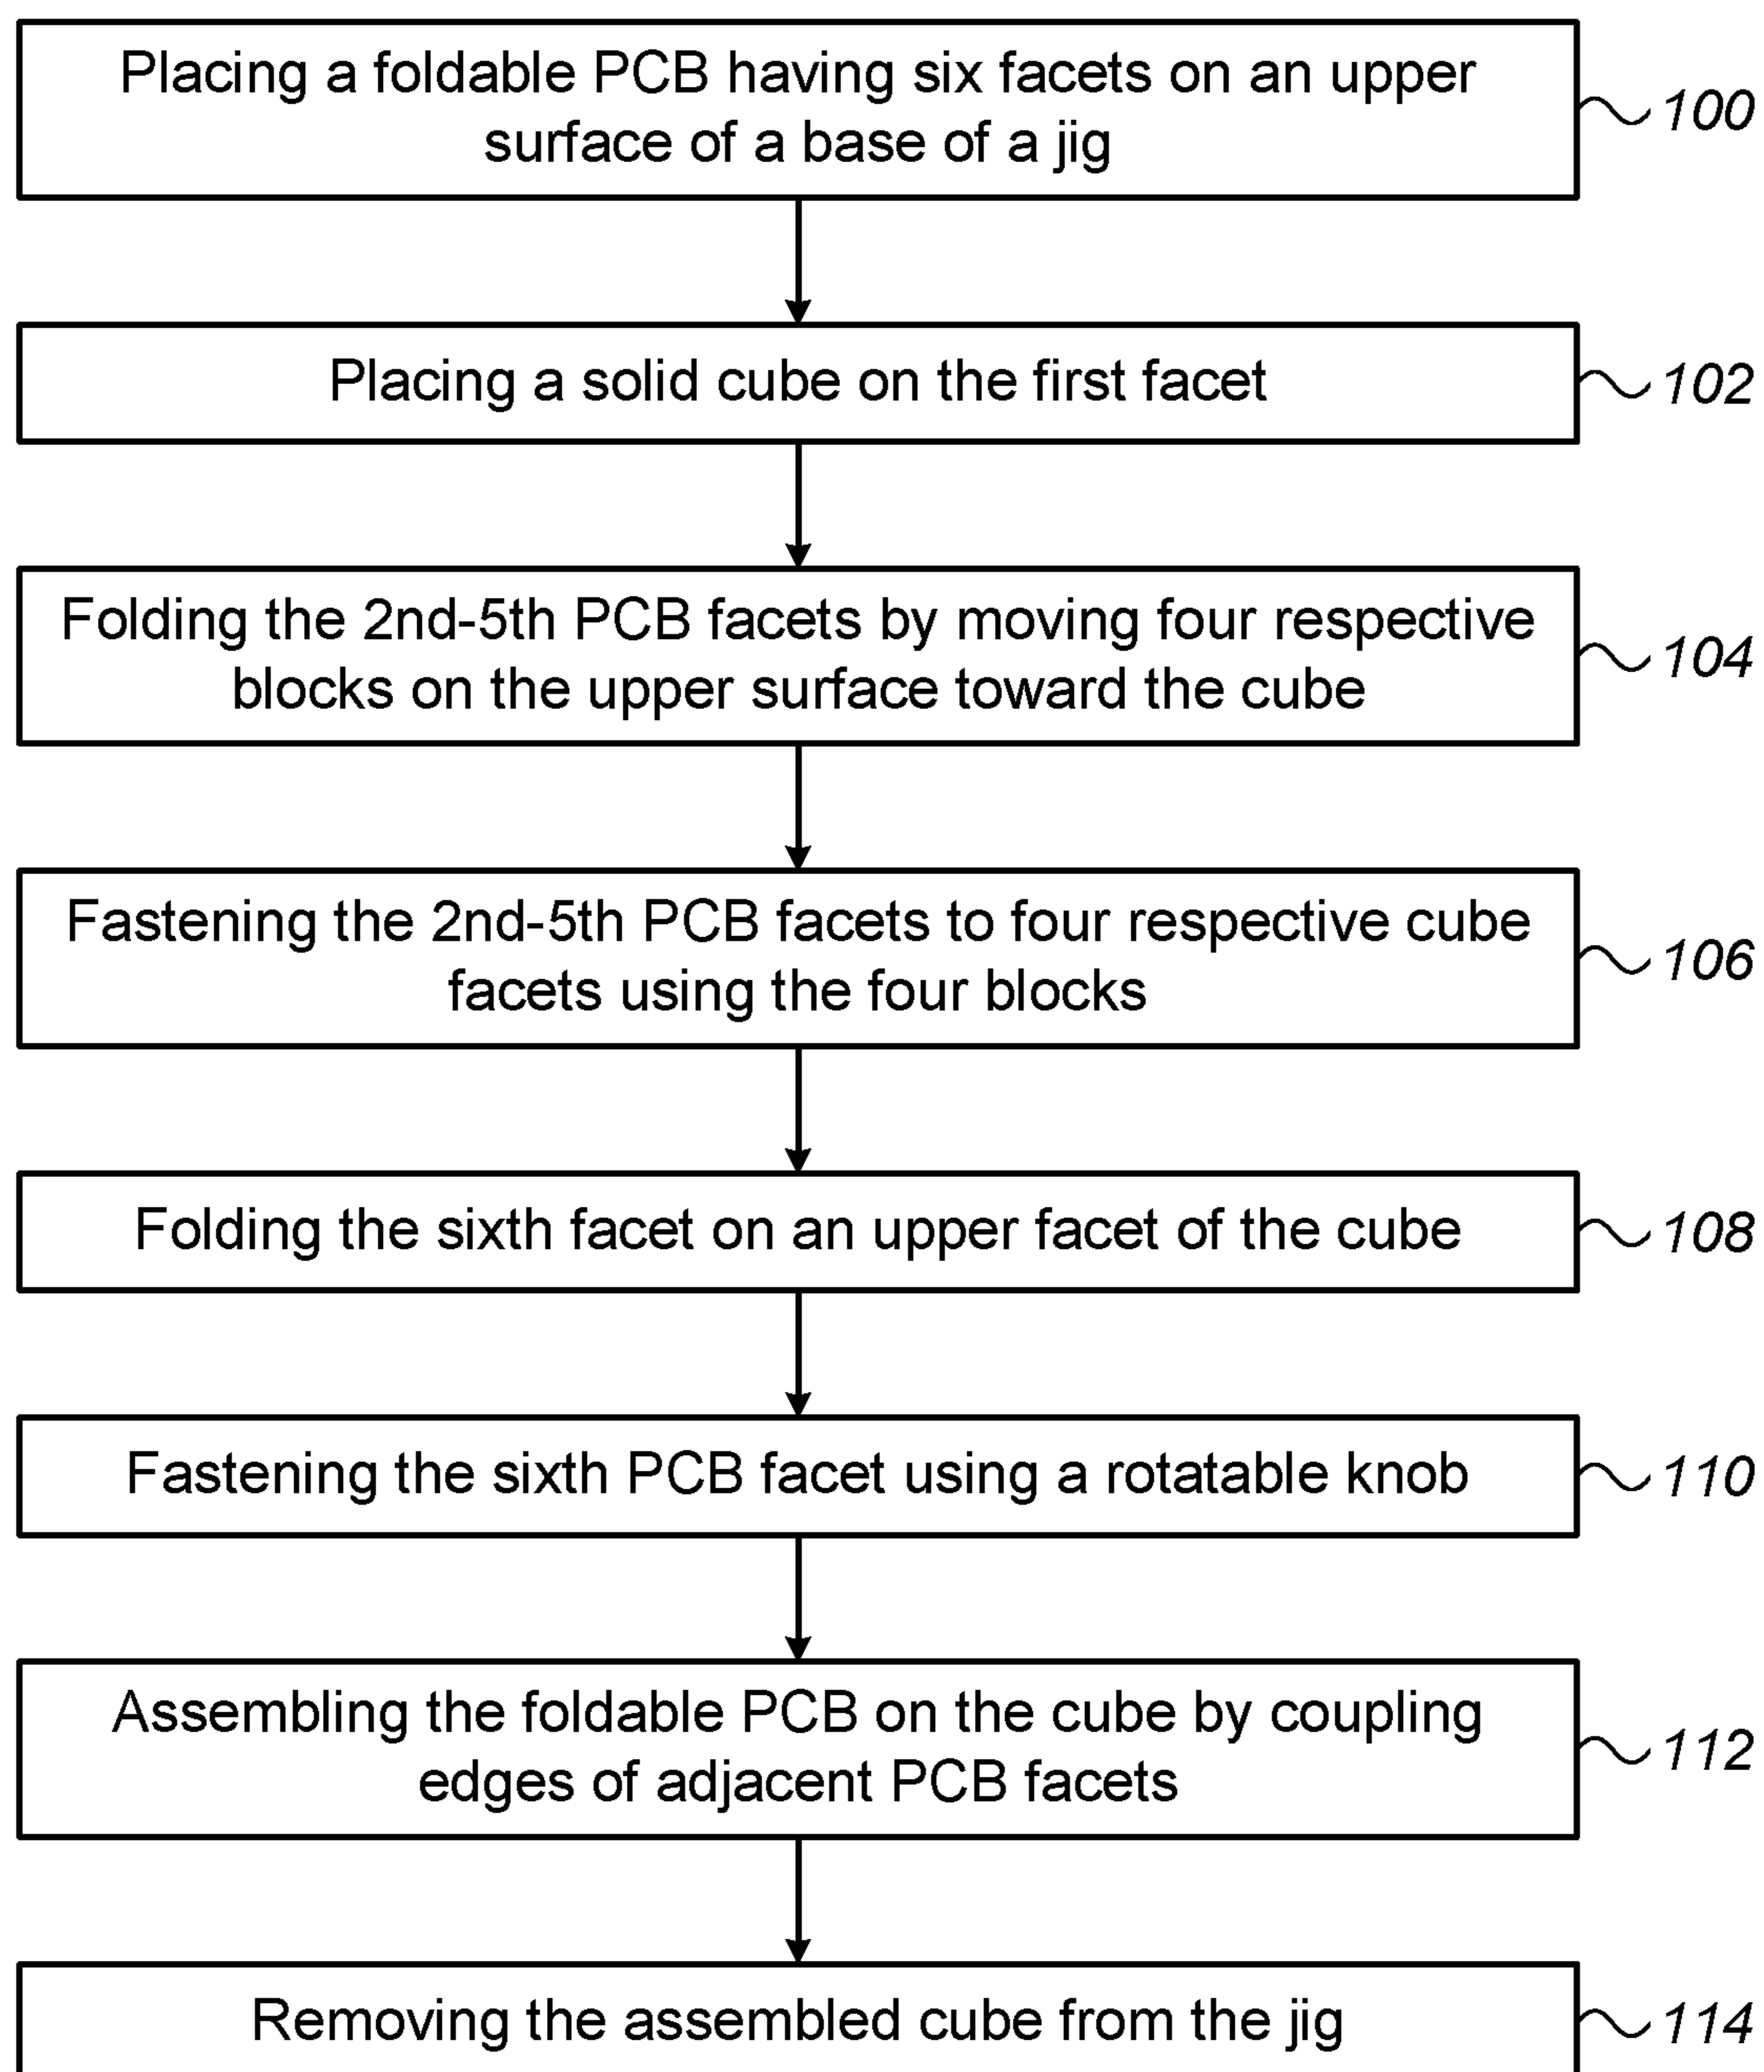 Placing a foldable PCB having six facets on an upper
surface of a base of a jig
100
Placing a solid cube on the first facet
102
Folding the 2nd-5th PCB facets by moving four respective
blocks on the upper surface toward the cube
104
Fastening the 2nd-5th PCB facets to four respective cube
facets using the four blocks
106
Folding the sixth facet on an upper facet of the cube
108
Fastening the sixth PCB facet using a rotatable knob
110
Assembling the foldable PCB on the cube by coupling
edges of adjacent PCB facets
112
Removing the assembled cube from the jig
114